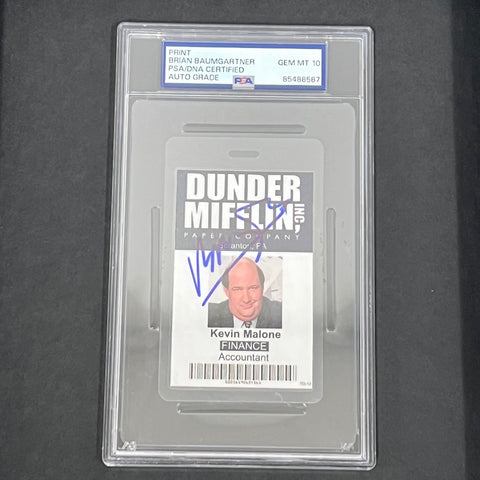 PRINT
BRIAN BAUMGARTNER
PSA/DNA CERTIFIED
AUTO GRADE
GEM MT 10
PSA
85486567
DUNDER
MIFFLIN, INC.
PAPER COMPANY
Scranton, PA
Kevin Malone
FINANCE
Accountant